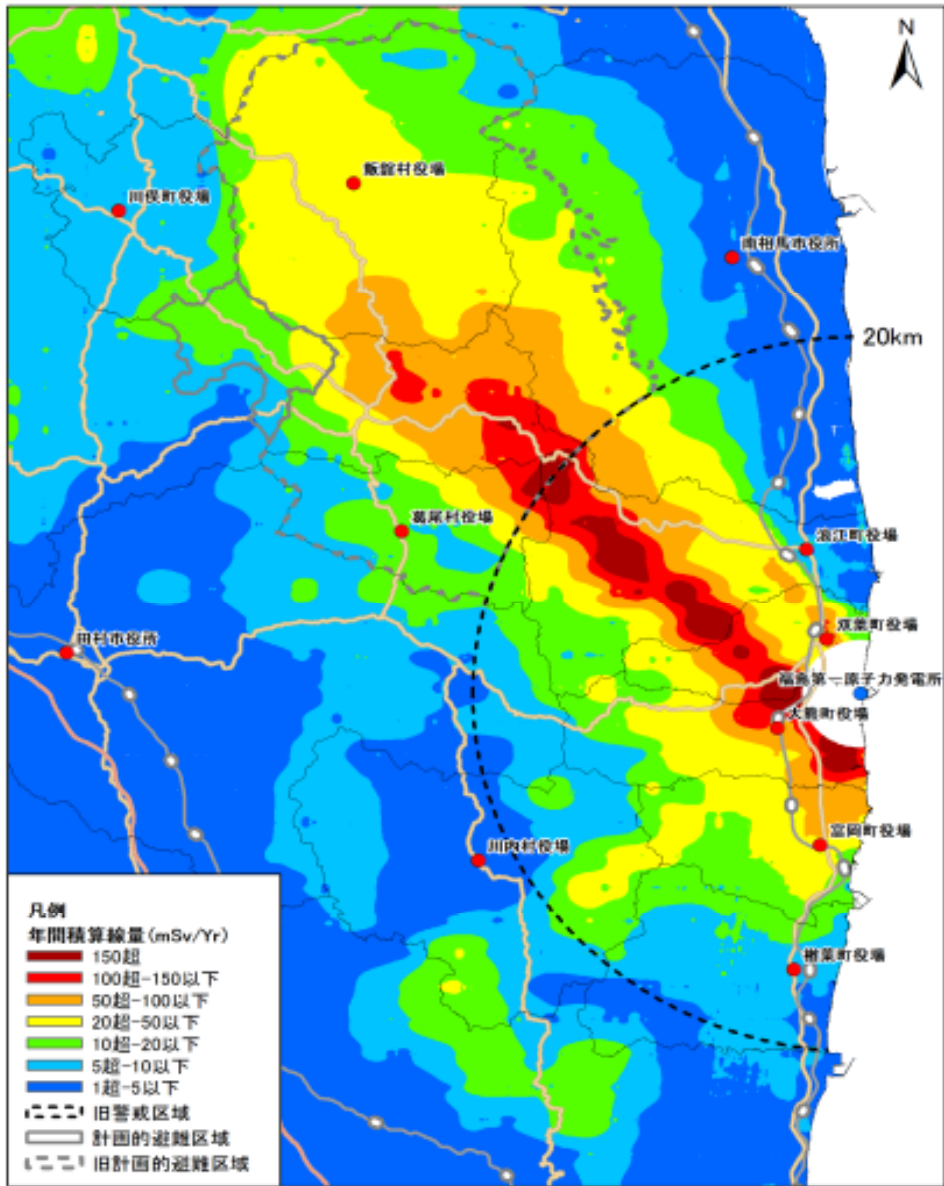 N
飯舘村役場
川俣町役場
南相馬市役所
20km
葛尾村役場
浪江町役場
双葉町役場
田村市役所
福島第一原子力発電所
大熊町役場
富岡町役場
川内村役場
楢葉町役場
凡例
年間積算線量(mSv/Yr)
150超
100超-150以下
50超-100以下
20超-50以下
10超-20以下
5超-10以下
1超-5以下
旧警戒区域
計画的避難区域
旧計画的避難区域